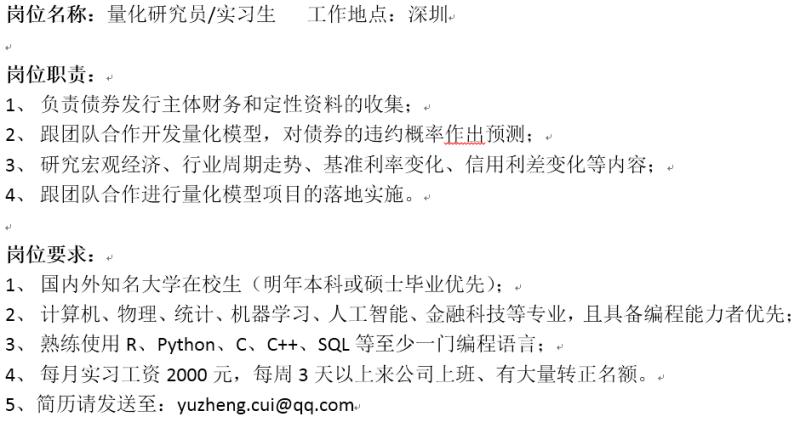 岗位名称：量化研究员/实习生 工作地点：深圳
岗位职责：
1、 负责债券发行主体财务和定性资料的收集；
2、 跟团队合作开发量化模型，对债券的违约概率作出预测；
3、 研究宏观经济、行业周期走势、基准利率变化、信用利差变化等内容；
4、 跟团队合作进行量化模型项目的落地实施。
岗位要求：
1、 国内外知名大学在校生（明年本科或硕士毕业优先）；
2、 计算机、物理、统计、机器学习、人工智能、金融科技等专业，且具备编程能力者优先；
3、 熟练使用 R、Python、C、C++、SQL 等至少一门编程语言；
4、 每月实习工资 2000 元，每周 3 天以上来公司上班、有大量转正名额。
5、简历请发送至：yuzheng.cui@qq.com